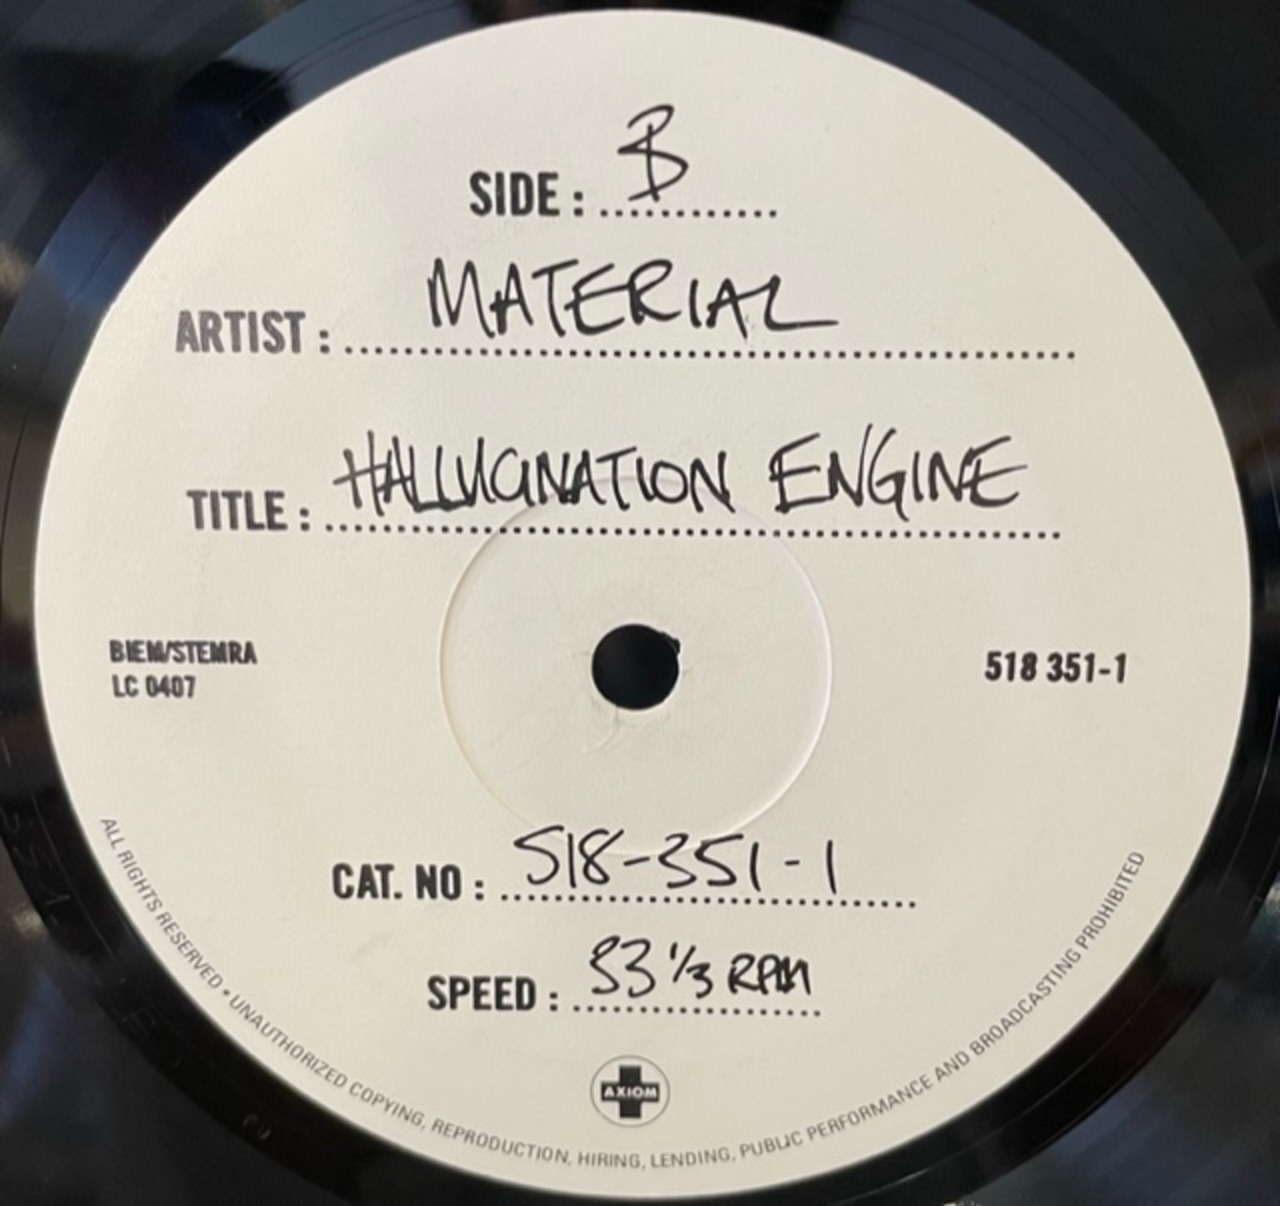 SIDE : B
ARTIST : MATERIAL
TITLE : HALLUCINATION ENGINE
BIEM/STEMRA
LC 0407
518 351-1
CAT. NO : 518-351-1
SPEED : 33 ⅓ RPM
AXIOM
ALL RIGHTS RESERVED • UNAUTHORIZED COPYING, REPRODUCTION, HIRING, LENDING, PUBLIC PERFORMANCE AND BROADCASTING PROHIBITED